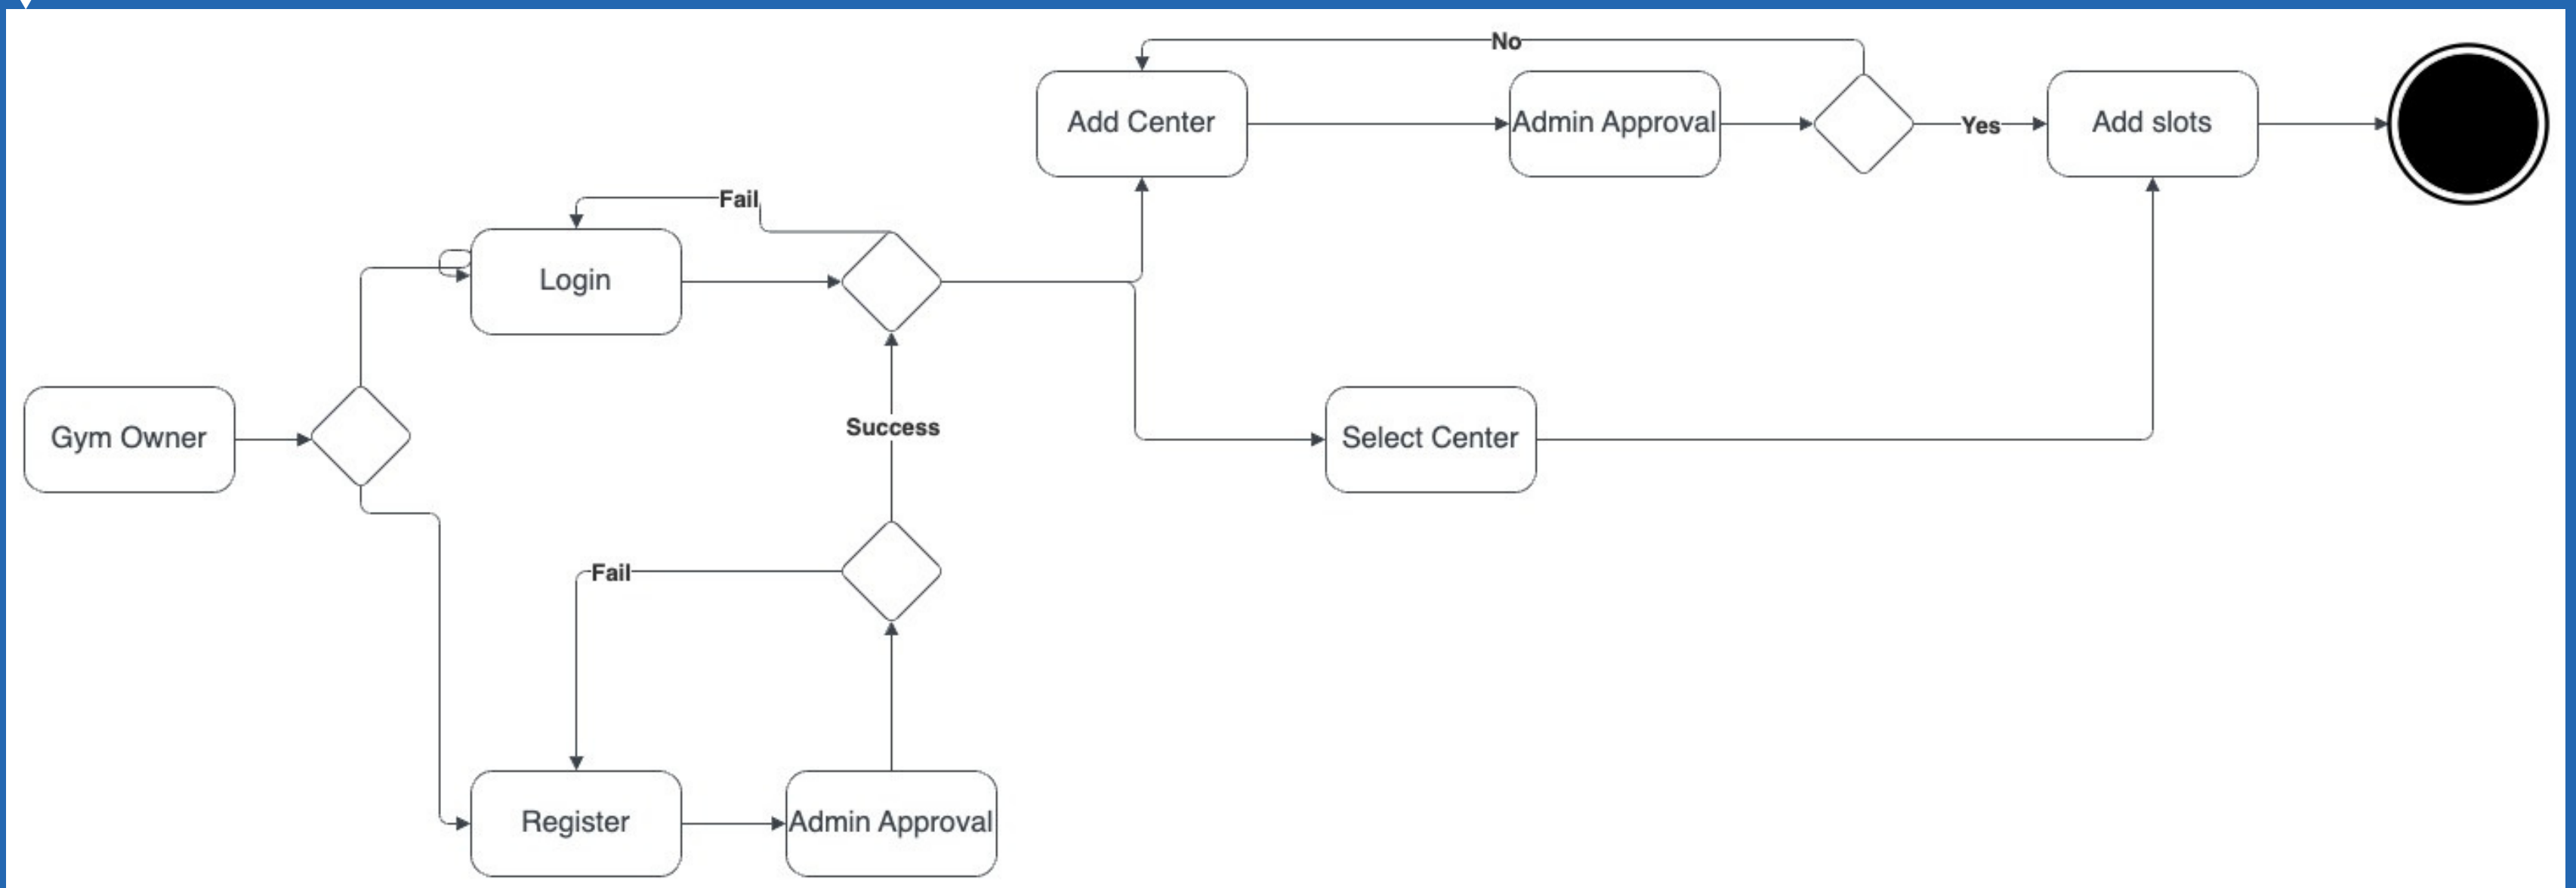 No
Add Center
Admin Approval
Yes
Add slots
Fail
Login
Gym Owner
Success
Select Center
Fail
Register
Admin Approval